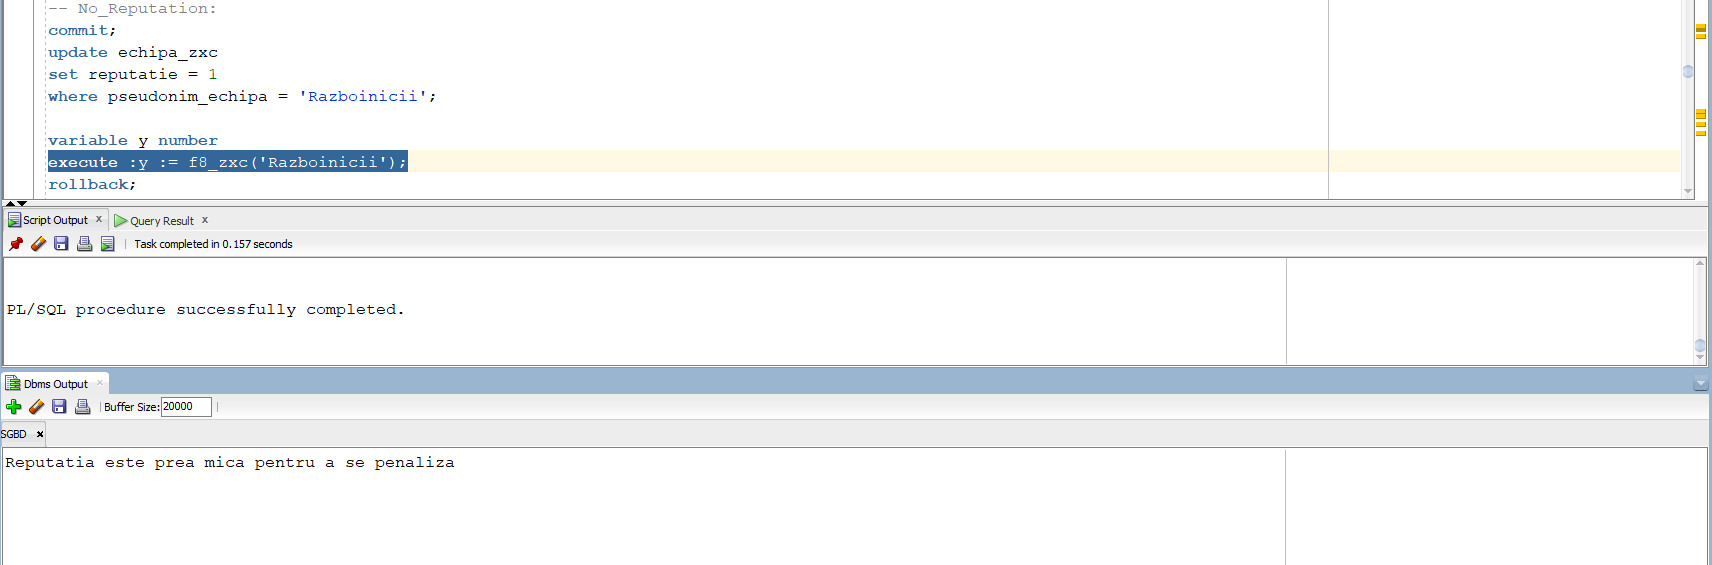 -- No_Reputation:
commit;
update echipa_zxc
set reputatie = 1
where pseudonim_echipa = 'Razboinicii';
variable y number
execute :y := f8_zxc('Razboinicii');
rollback;
Script Output x Query Result x
Task completed in 0.157 seconds
PL/SQL procedure successfully completed.
Dbms Output x
Buffer Size: 20000
SGBD x
Reputatia este prea mica pentru a se penaliza